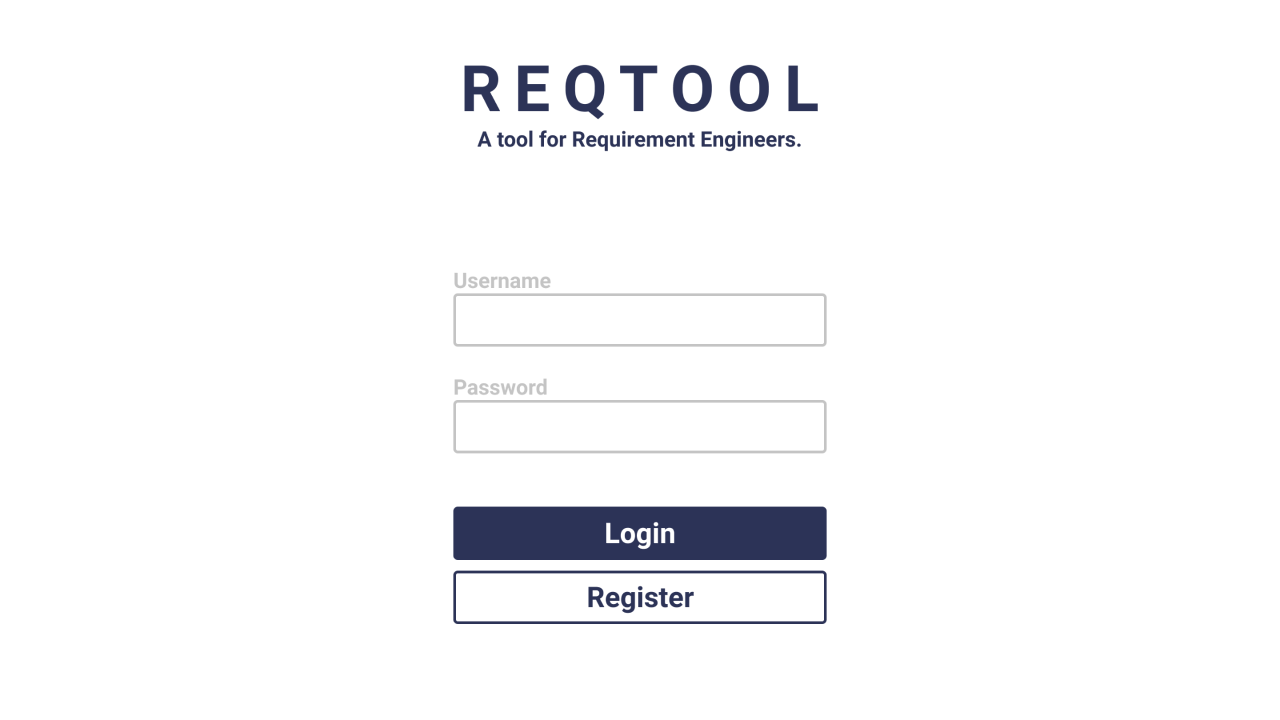 REQTOOL
A tool for Requirement Engineers.
Username
Password
Login
Register